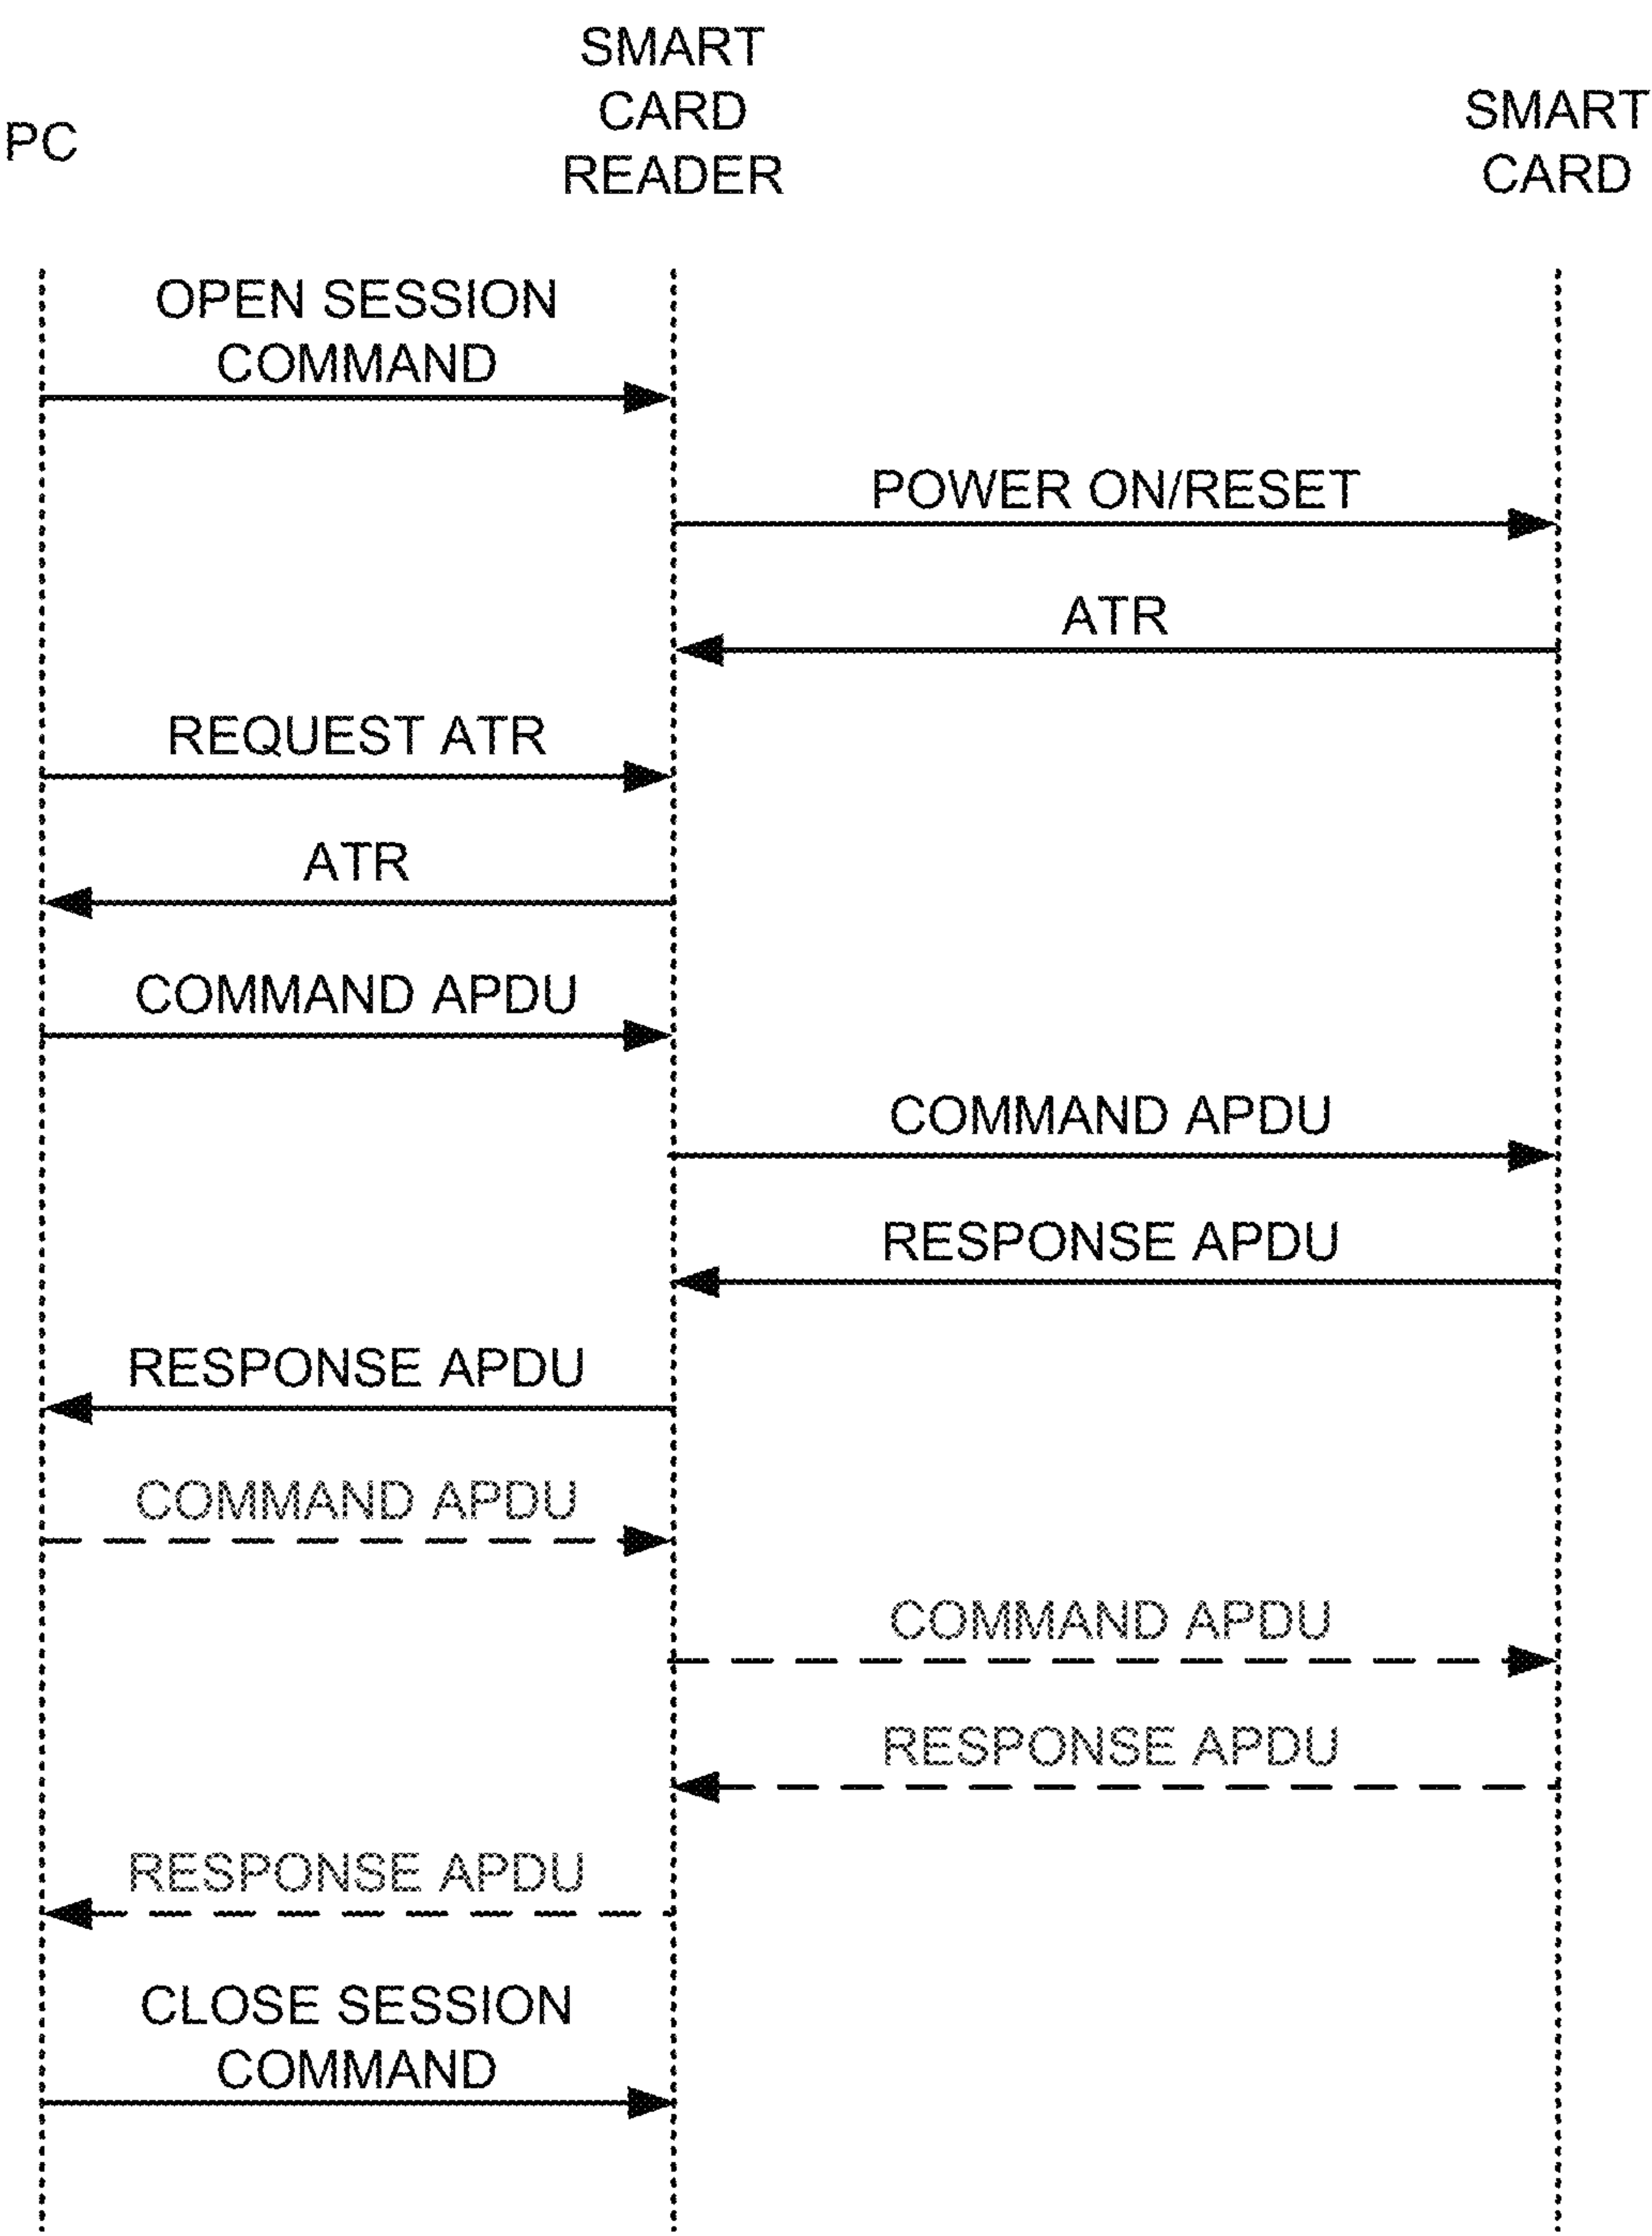 PC
SMART
CARD
READER
SMART
CARD
OPEN SESSION
COMMAND
POWER ON/RESET
ATR
REQUEST ATR
ATR
COMMAND APDU
COMMAND APDU
RESPONSE APDU
RESPONSE APDU
COMMAND APDU
COMMAND APDU
RESPONSE APDU
RESPONSE APDU
CLOSE SESSION
COMMAND